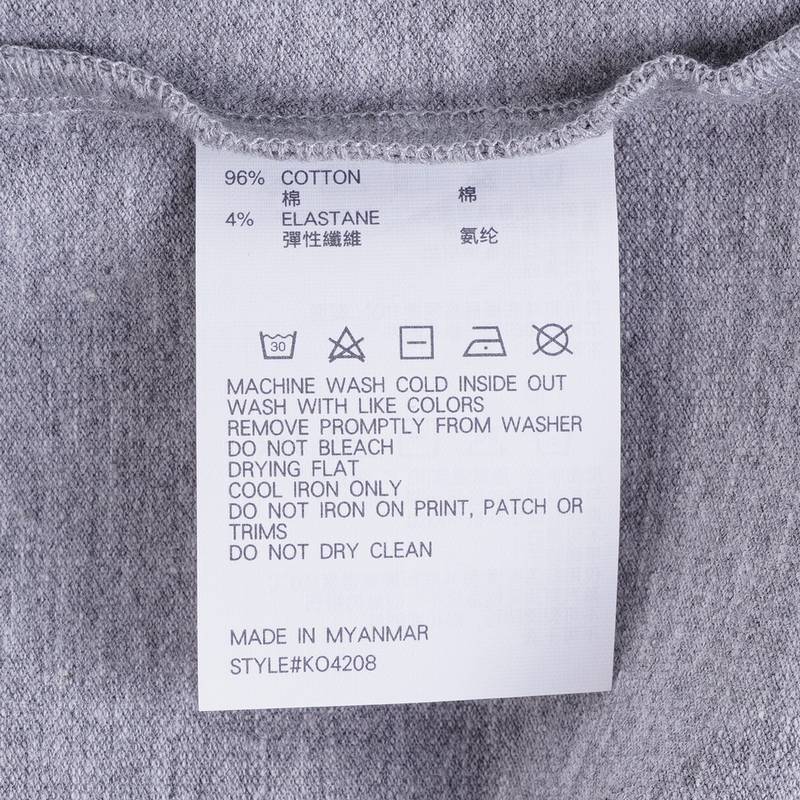 96% COTTON
棉 棉
4% ELASTANE
彈性纖維 氨纶
30
MACHINE WASH COLD INSIDE OUT
WASH WITH LIKE COLORS
REMOVE PROMPTLY FROM WASHER
DO NOT BLEACH
DRYING FLAT
COOL IRON ONLY
DO NOT IRON ON PRINT, PATCH OR
TRIMS
DO NOT DRY CLEAN
MADE IN MYANMAR
STYLE#KO4208